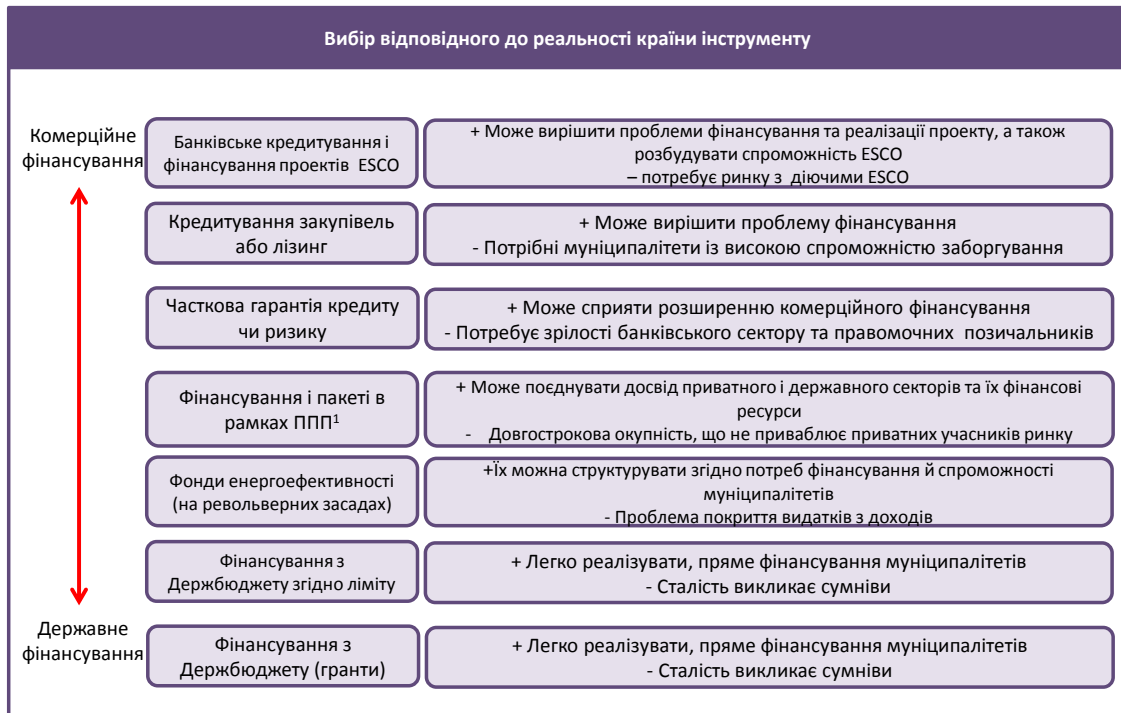 Вибір відповідного до реальності країни інструменту
Комерційне
фінансування
Банківське кредитування і
фінансування проектів ESCO
+ Може вирішити проблеми фінансування та реалізації проекту, а також
розбудувати спроможність ESCO
– потребує ринку з діючими ESCO
Кредитування закупівель
або лізинг
+ Може вирішити проблему фінансування
- Потрібні муніципалітети із високою спроможністю заборгування
Часткова гарантія кредиту
чи ризику
+ Може сприяти розширенню комерційного фінансування
- Потребує зрілості банківського сектору та правомочних позичальників
Фінансування і пакеті в
рамках ППП¹
+ Може поєднувати досвід приватного і державного секторів та їх фінансові
ресурси
- Довгострокова окупність, що не приваблює приватних учасників ринку
Фонди енергоефективності
(на револьверних засадах)
+Їх можна структурувати згідно потреб фінансування й спроможності
муніципалітетів
- Проблема покриття видатків з доходів
Фінансування з
Держбюджету згідно ліміту
+ Легко реалізувати, пряме фінансування муніципалітетів
- Сталість викликає сумніви
Державне
фінансування
Фінансування з
Держбюджету (гранти)
+ Легко реалізувати, пряме фінансування муніципалітетів
- Сталість викликає сумніви